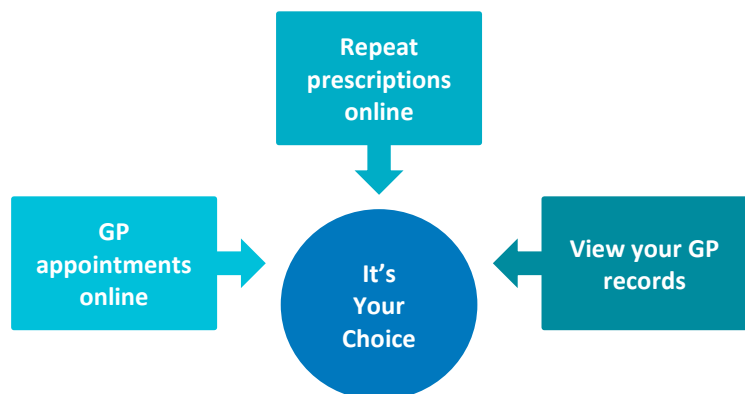 Repeat
prescriptions
online
GP
appointments
online
It’s
Your
Choice
View your GP
records